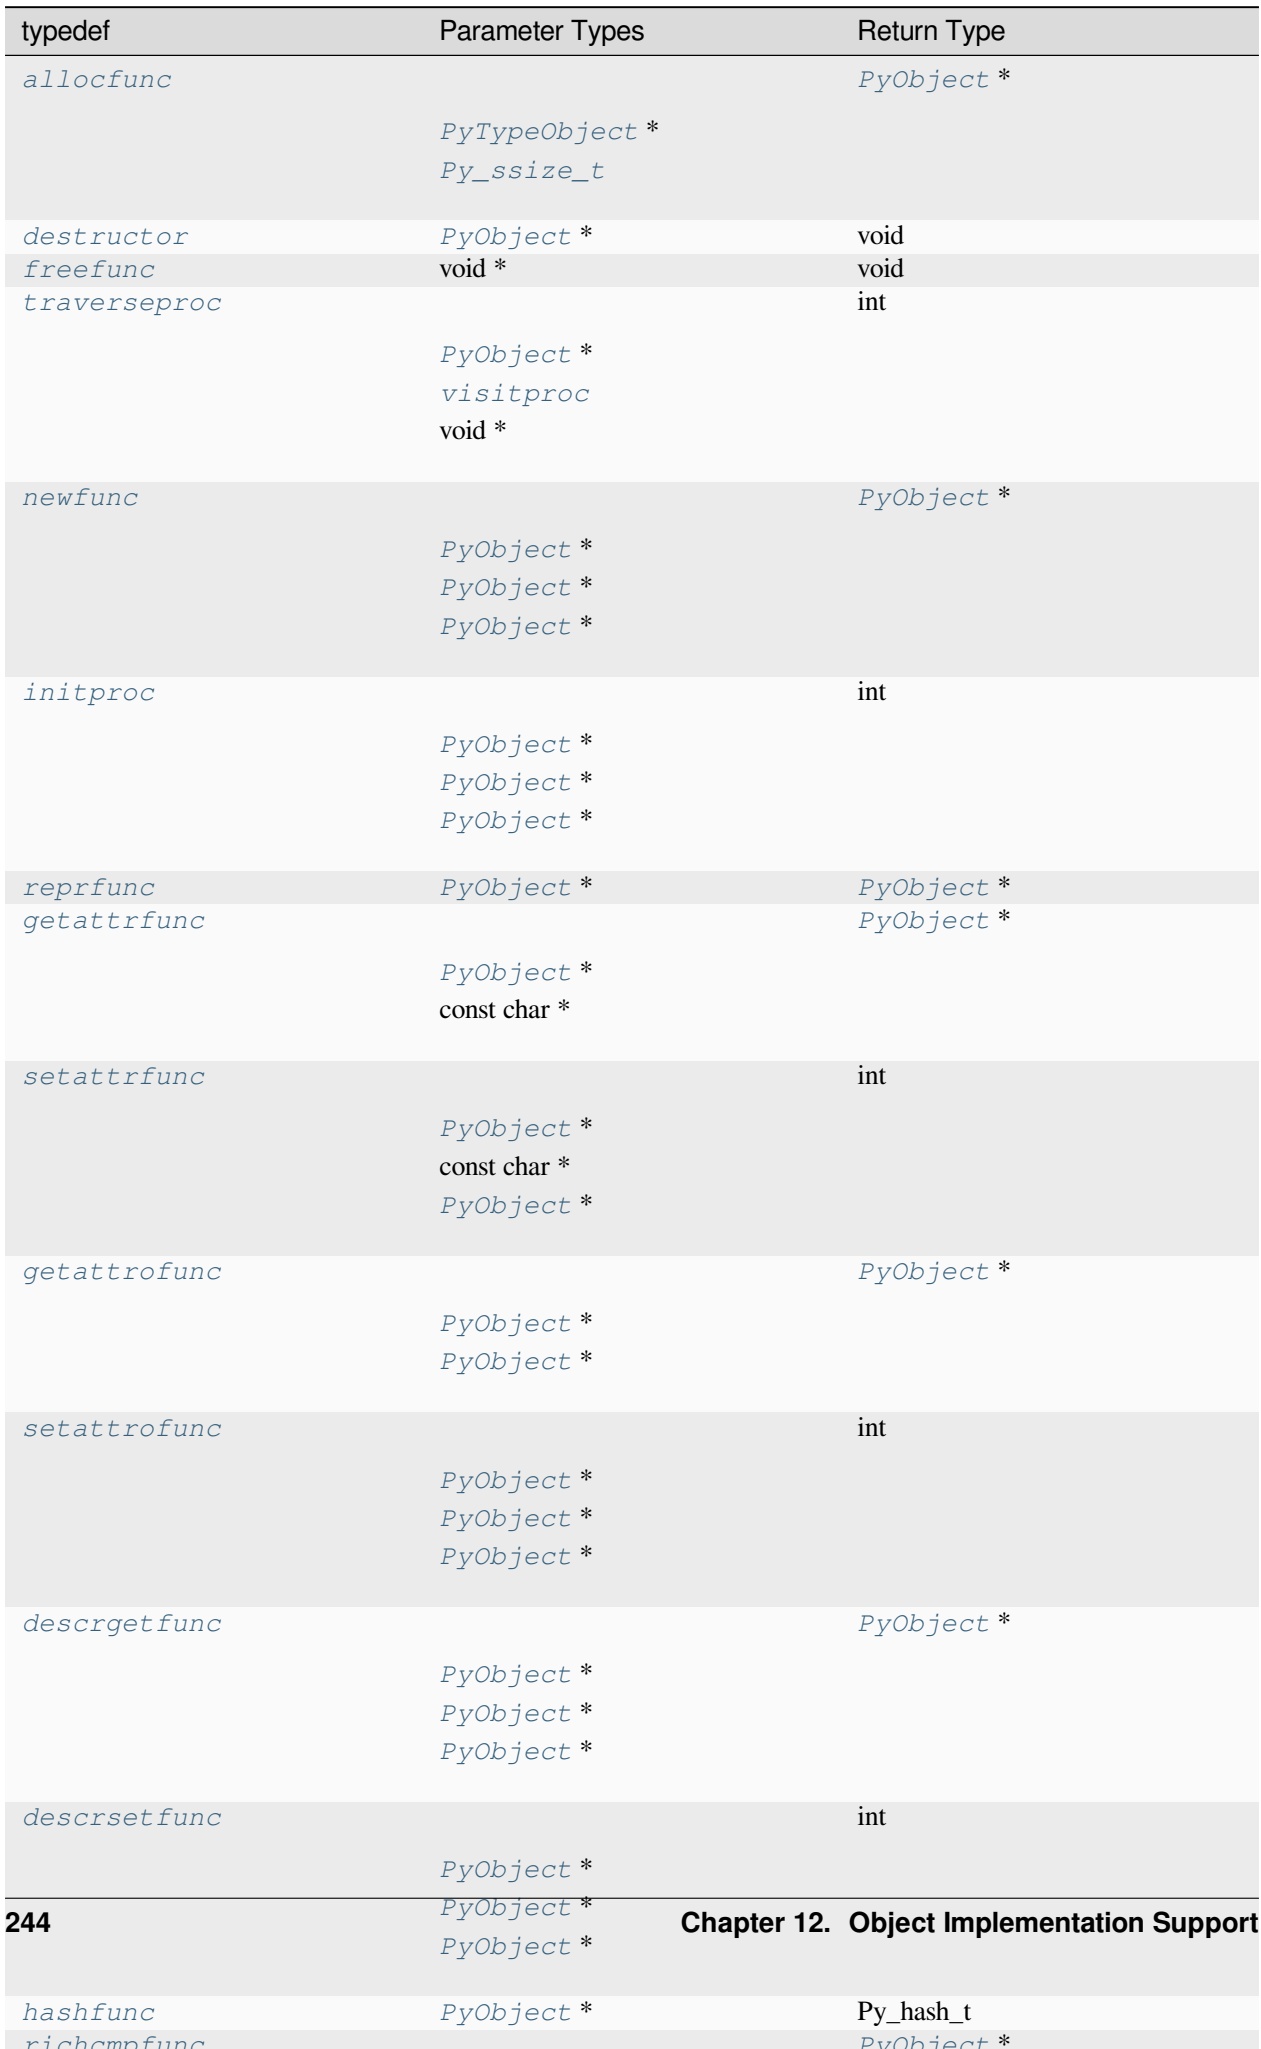 typedef Parameter Types Return Type
allocfunc PyObject *
PyTypeObject *
Py_ssize_t
destructor PyObject * void
freefunc void * void
traverseproc int
PyObject *
visitproc
void *
newfunc PyObject *
PyObject *
PyObject *
PyObject *
initproc int
PyObject *
PyObject *
PyObject *
reprfunc PyObject * PyObject *
getattrfunc PyObject *
PyObject *
const char *
setattrfunc int
PyObject *
const char *
PyObject *
getattrofunc PyObject *
PyObject *
PyObject *
setattrofunc int
PyObject *
PyObject *
PyObject *
descrgetfunc PyObject *
PyObject *
PyObject *
PyObject *
descrsetfunc int
PyObject *
PyObject *
244 Chapter 12. Object Implementation Support
PyObject *
hashfunc PyObject * Py_hash_t
richcmpfunc PyObject *